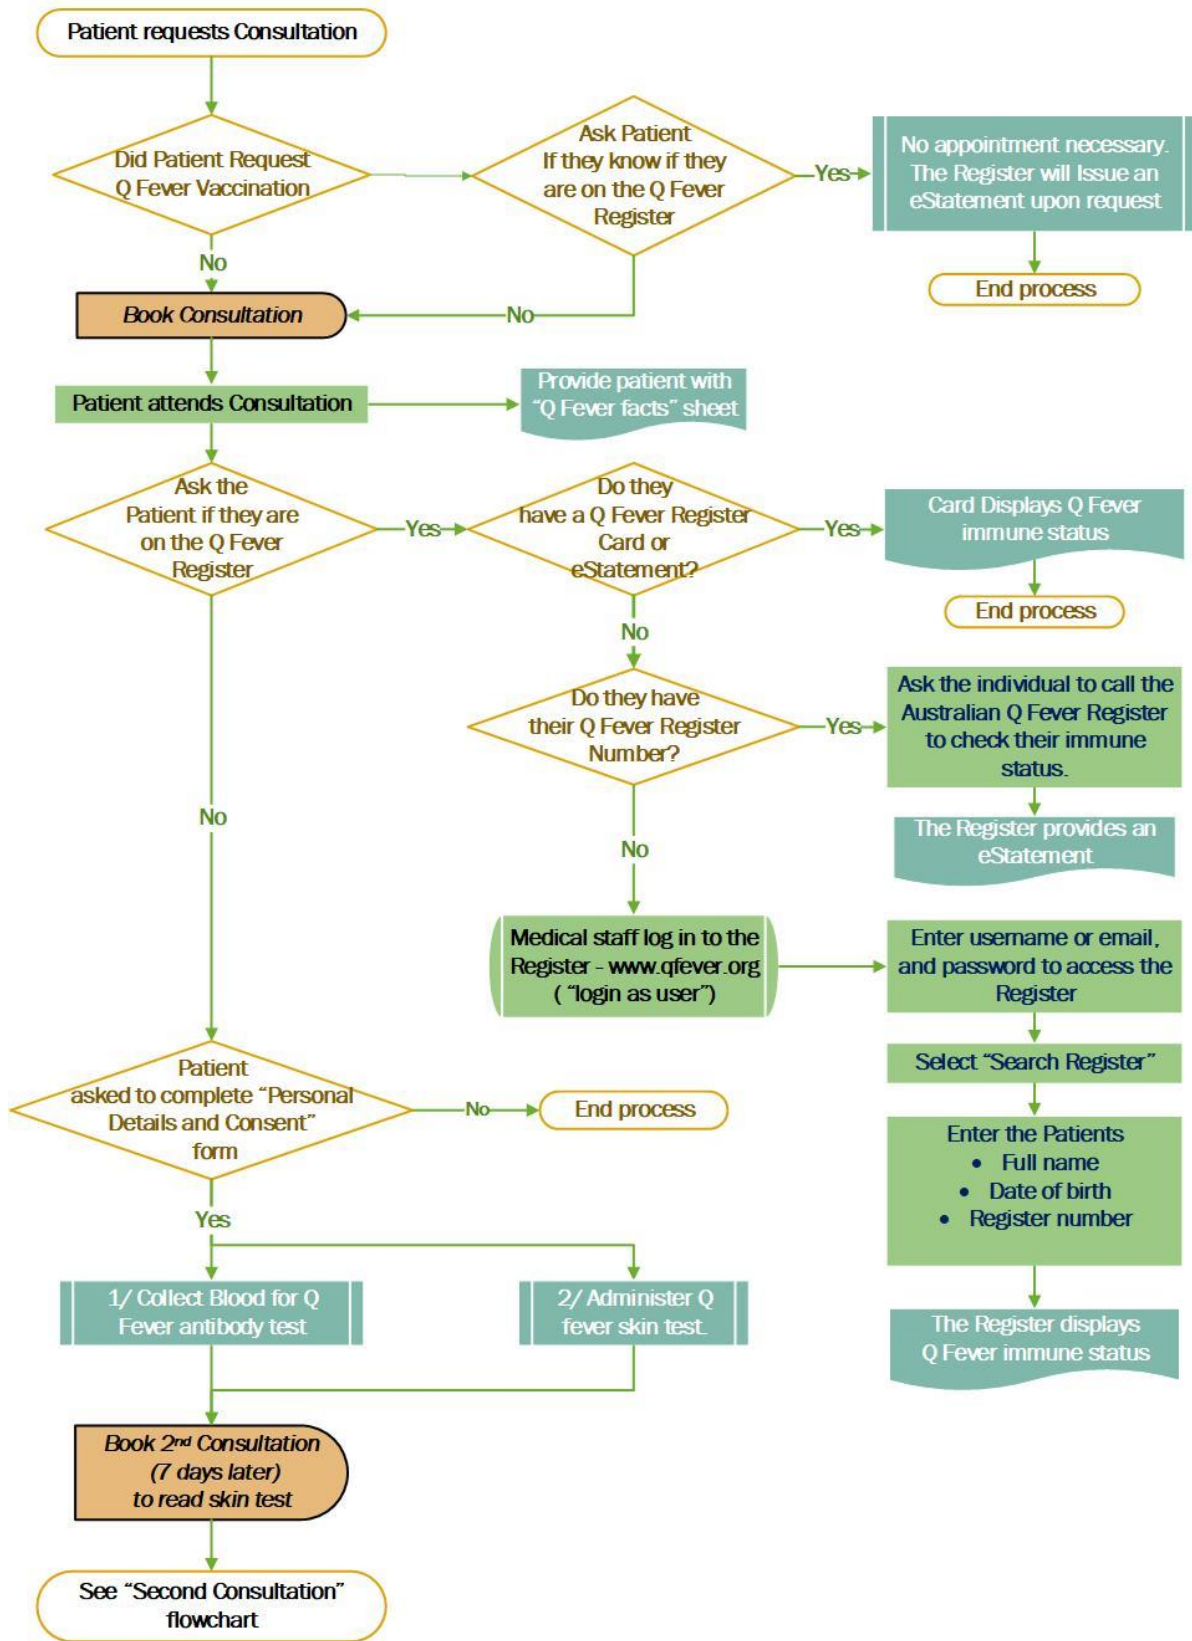 Patient requests Consultation
Did Patient Request
Q Fever Vaccination
Ask Patient
If they know if they
are on the Q Fever
Register
Yes
No appointment necessary.
The Register will Issue an
eStatement upon request
End process
No
No
Book Consultation
Patient attends Consultation
Provide patient with
“Q Fever facts” sheet
Ask the
Patient if they are
on the Q Fever
Register
Yes
Do they
have a Q Fever Register
Card or
eStatement?
Yes
Card Displays Q Fever
immune status
End process
No
Do they have
their Q Fever Register
Number?
Yes
Ask the individual to call the
Australian Q Fever Register
to check their immune
status.
The Register provides an
eStatement
No
No
Medical staff log in to the
Register - www.qfever.org
( “login as user”)
Enter username or email,
and password to access the
Register
Select “Search Register”
Enter the Patients
• Full name
• Date of birth
• Register number
The Register displays
Q Fever immune status
Patient
asked to complete “Personal
Details and Consent”
form
No
End process
Yes
1/ Collect Blood for Q
Fever antibody test
2/ Administer Q
fever skin test.
Book 2nd Consultation
(7 days later)
to read skin test
See “Second Consultation”
flowchart